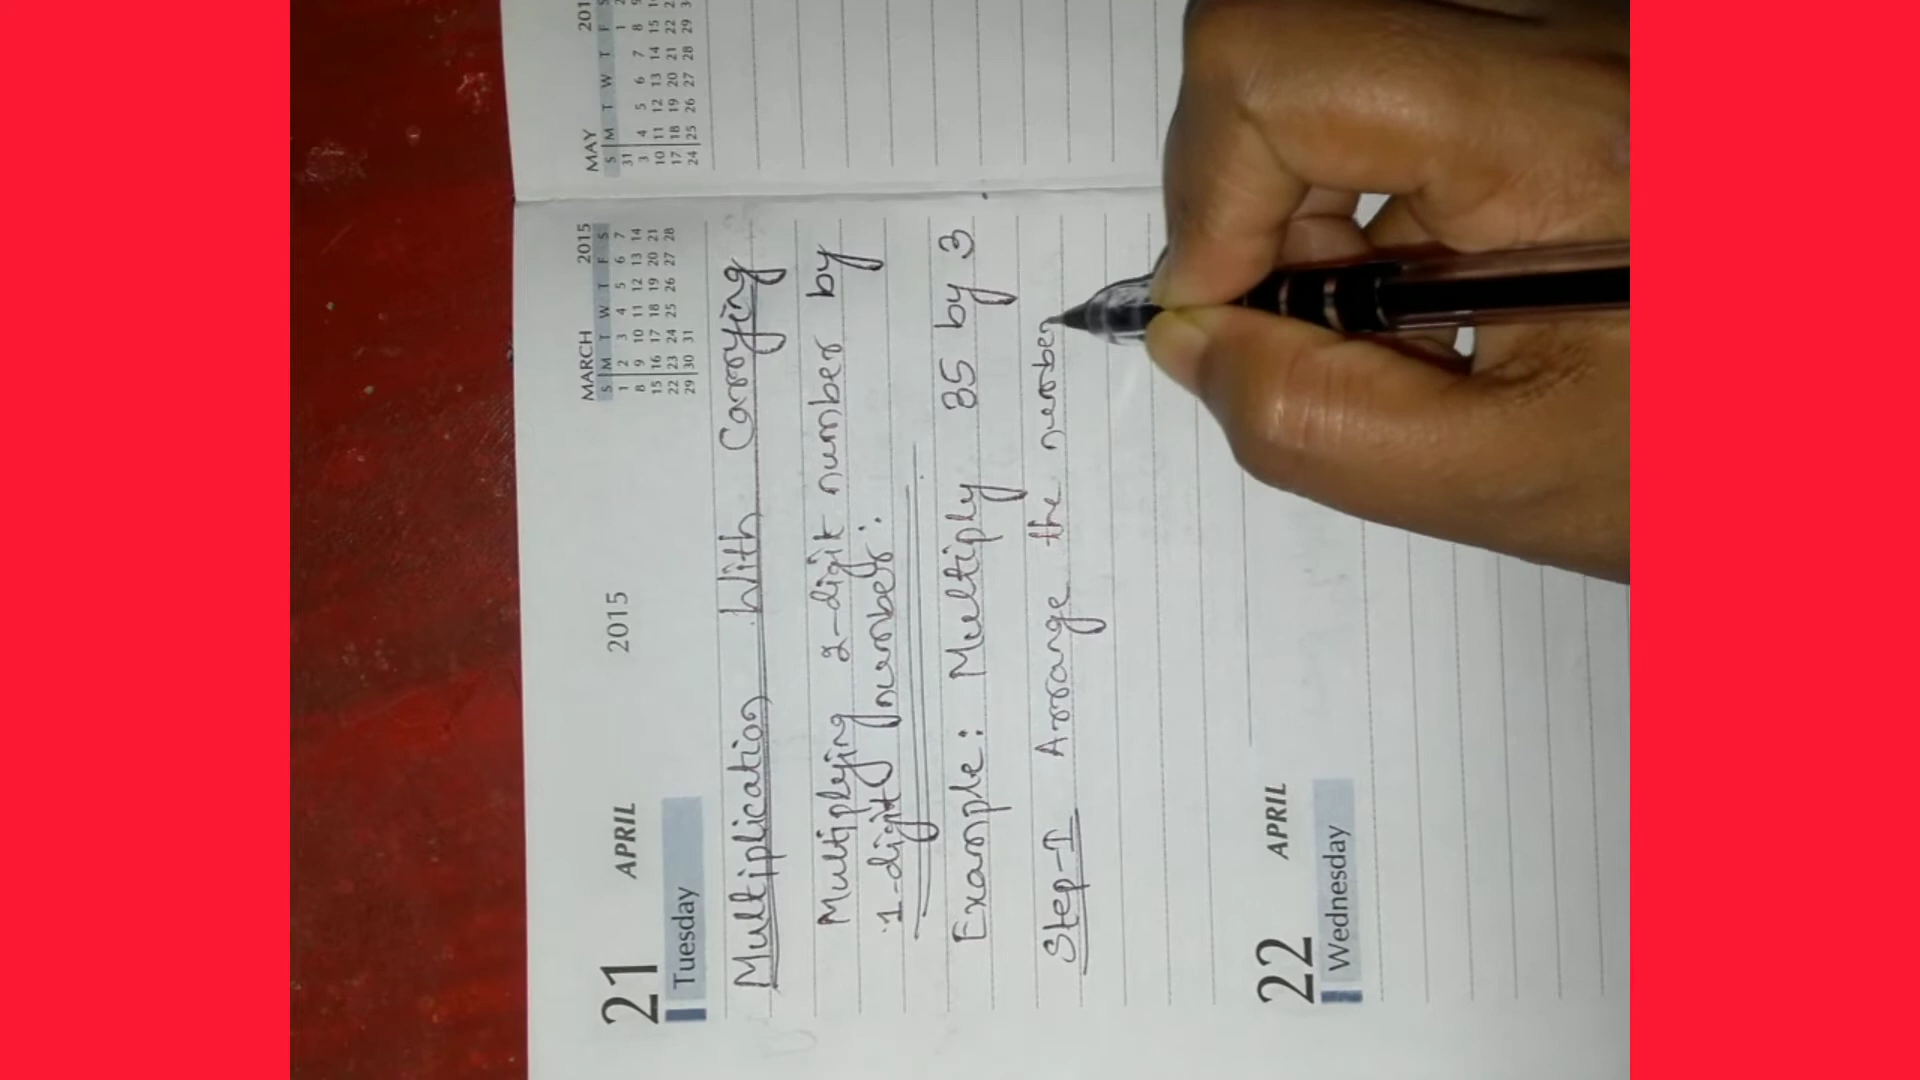 21 APRIL 2015
Tuesday
MARCH 2015
S M T W T F S
1 2 3 4 5 6 7
8 9 10 11 12 13 14
15 16 17 18 19 20 21
22 23 24 25 26 27 28
29 30 31
MAY 201
S M T W T F S
31 1 2
3 4 5 6 7 8 9
10 11 12 13 14 15
17 18 19 20 21 22 2
24 25 26 27 28 29 3
Multiplication With Carrying
Multiplying 2-digit number by
1-digit number:
Example: Multiply 35 by 3
Step-I Arrange the number
22 APRIL
Wednesday